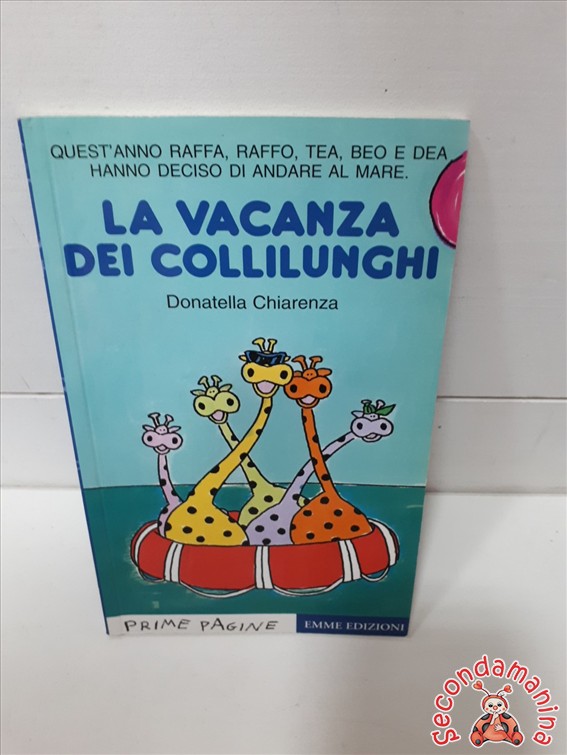 QUEST'ANNO RAFFA, RAFFO, TEA, BEO E DEA
HANNO DECISO DI ANDARE AL MARE.
LA VACANZA
DEI COLLILUNGHI
Donatella Chiarenza
PRIME PAGINE
EMME EDIZIONI
Secondamanina